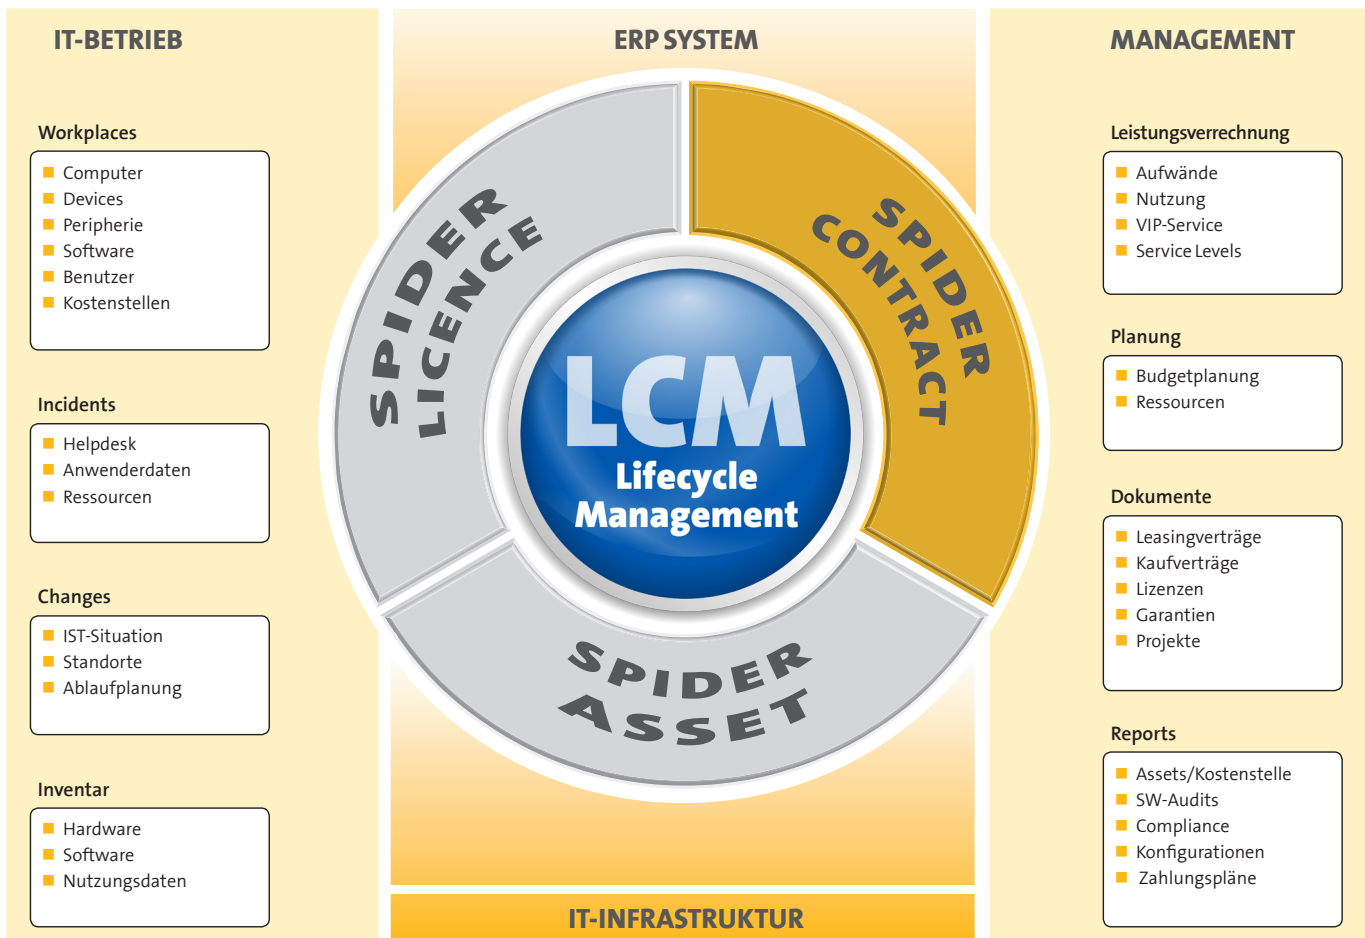 IT-BETRIEB
Workplaces
Computer
Devices
Peripherie
Software
Benutzer
Kostenstellen
Incidents
Helpdesk
Anwenderdaten
Ressourcen
Changes
IST-Situation
Standorte
Ablaufplanung
Inventar
Hardware
Software
Nutzungsdaten
ERP SYSTEM
SPIDER
LICENCE
SPIDER
CONTRACT
LCM
Lifecycle
Management
SPIDER
ASSET
IT-INFRASTRUKTUR
MANAGEMENT
Leistungsverrechnung
Aufwände
Nutzung
VIP-Service
Service Levels
Planung
Budgetplanung
Ressourcen
Dokumente
Leasingverträge
Kaufverträge
Lizenzen
Garantien
Projekte
Reports
Assets/Kostenstelle
SW-Audits
Compliance
Konfigurationen
Zahlungspläne